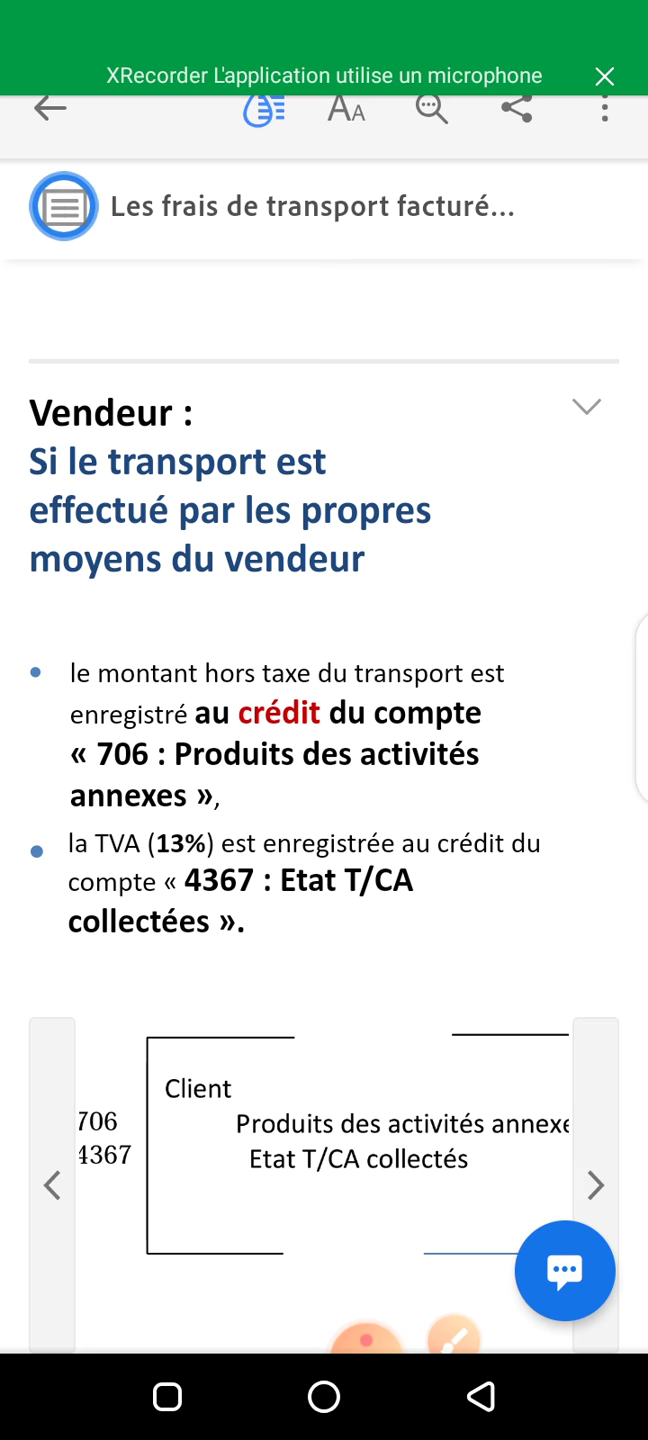 XRecorder L'application utilise un microphone
AA
Les frais de transport facturé...
Vendeur :
Si le transport est
effectué par les propres
moyens du vendeur
• le montant hors taxe du transport est
enregistré au crédit du compte
« 706 : Produits des activités
annexes »,
• la TVA (13%) est enregistrée au crédit du
compte « 4367 : Etat T/CA
collectées ».
Client
706 Produits des activités annexe
4367 Etat T/CA collectés